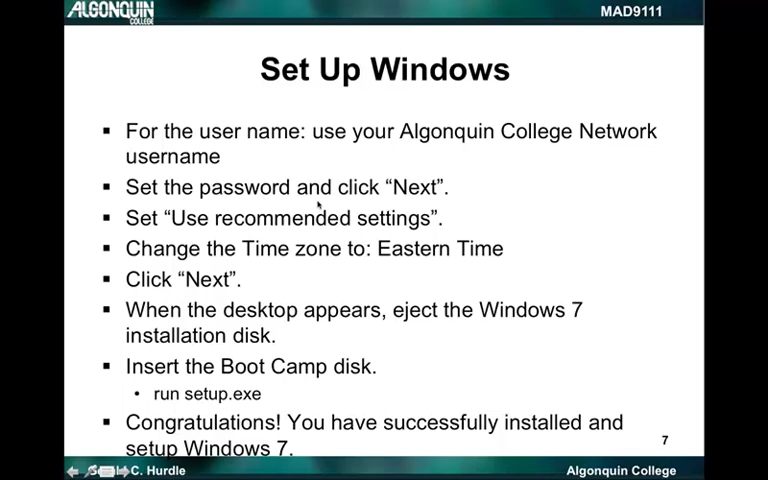 ALGONQUIN
COLLEGE
MAD9111
Set Up Windows
▪ For the user name: use your Algonquin College Network
username
▪ Set the password and click “Next”.
▪ Set “Use recommended settings”.
▪ Change the Time zone to: Eastern Time
▪ Click “Next”.
▪ When the desktop appears, eject the Windows 7
installation disk.
▪ Insert the Boot Camp disk.
• run setup.exe
▪ Congratulations! You have successfully installed and
setup Windows 7.
7
C. Hurdle
Algonquin College